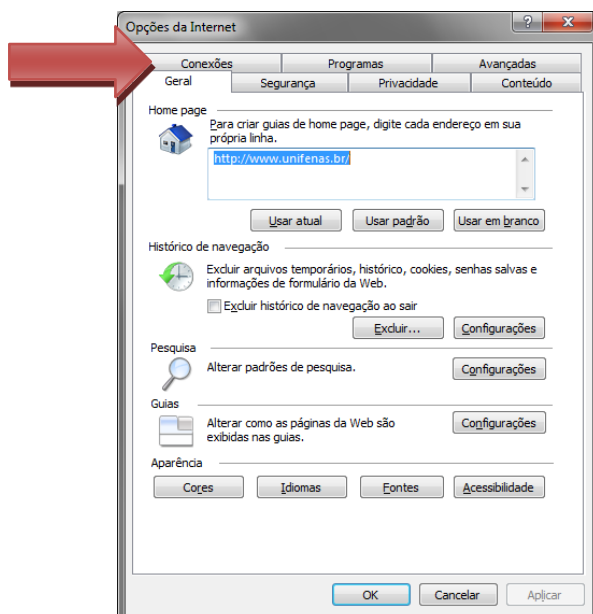 Opções da Internet
Conexões Programas Avançadas
Geral Segurança Privacidade Conteúdo
Home page
Para criar guias de home page, digite cada endereço em sua
própria linha.
http://www.unifenas.br/
Usar atual Usar padrão Usar em branco
Histórico de navegação
Excluir arquivos temporários, histórico, cookies, senhas salvas e
informações de formulário da Web.
Excluir histórico de navegação ao sair
Excluir... Configurações
Pesquisa
Alterar padrões de pesquisa. Configurações
Guias
Alterar como as páginas da Web são Configurações
exibidas nas guias.
Aparência
Cores Idiomas Fontes Acessibilidade
OK Cancelar Aplicar